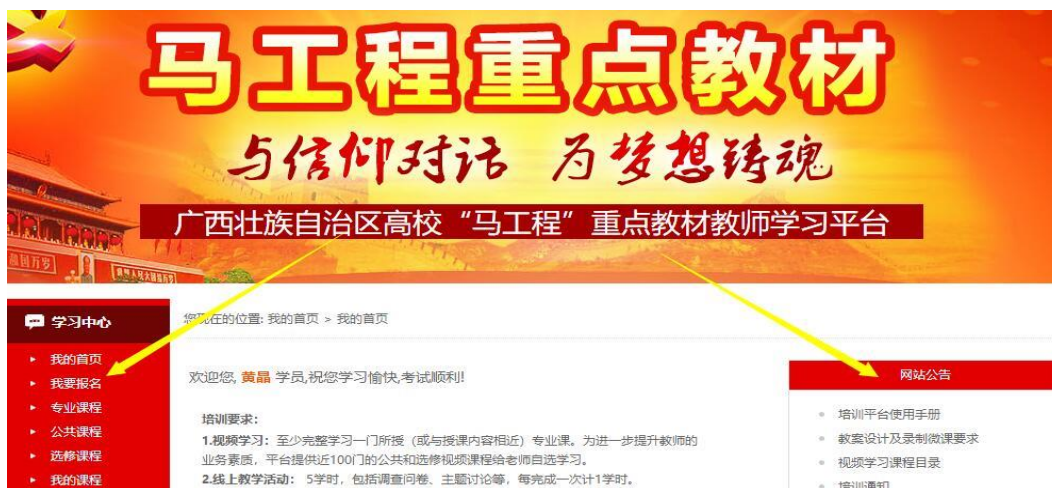 马工程重点教材
与信仰对话 为梦想铸魂
广西壮族自治区高校“马工程”重点教材教师学习平台
学习中心
我的首页
我要报名
专业课程
公共课程
选修课程
我的课程
您现在的位置: 我的首页 > 我的首页
欢迎您, 黄晶 学员,祝您学习愉快,考试顺利!
培训要求:
1.视频学习: 至少完整学习一门所授（或与授课内容相近）专业课。为进一步提升教师的
业务素质，平台提供近100门的公共和选修视频课程给老师自选学习。
2.线上教学活动: 5学时，包括调查问卷、主题讨论等，每完成一次计1学时。
网站公告
培训平台使用手册
教案设计及录制微课要求
视频学习课程目录
培训通知